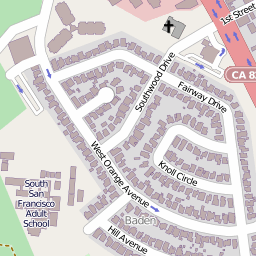 1st Street
CA 82
Southwood Drive
Fairway Drive
West Orange Avenue
Knoll Circle
South
San
Francisco
Adult
School
Baden
Hill Avenue